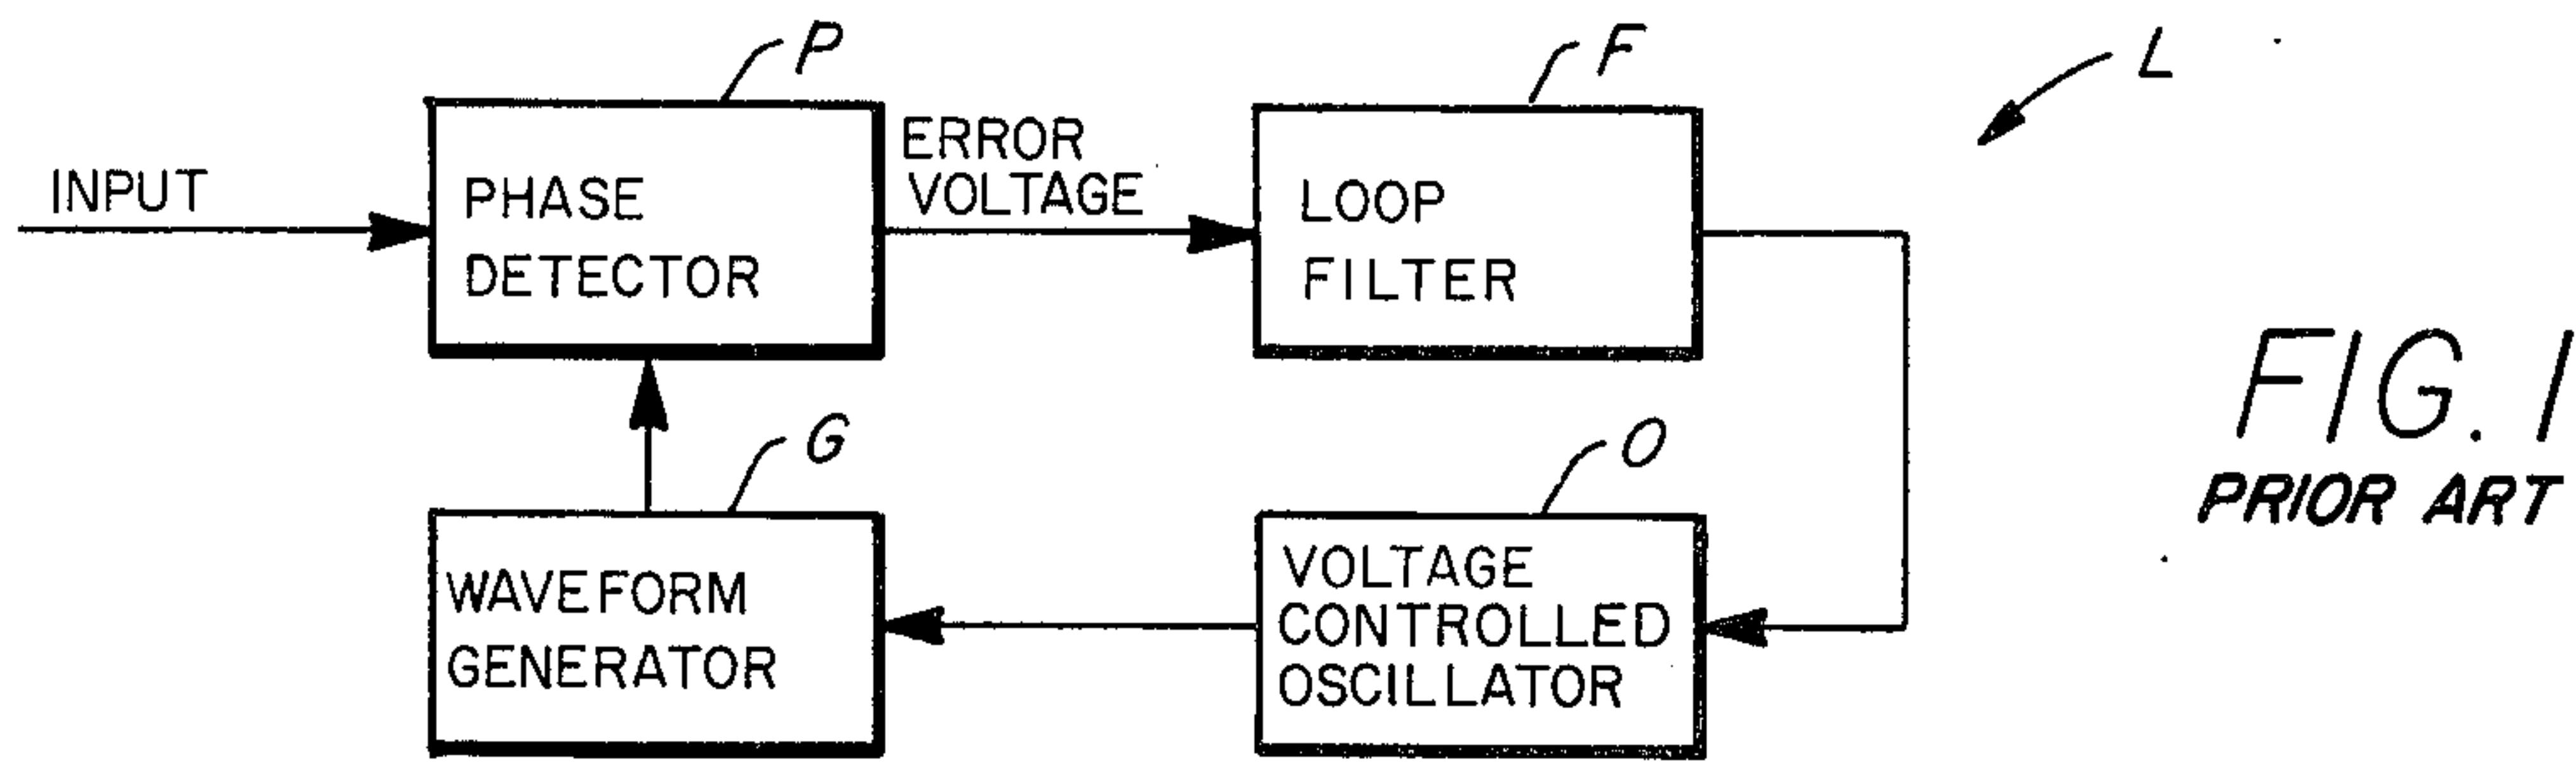 P
F
L
INPUT
PHASE
DETECTOR
ERROR
VOLTAGE
LOOP
FILTER
G
O
WAVEFORM
GENERATOR
VOLTAGE
CONTROLLED
OSCILLATOR
FIG. 1
PRIOR ART